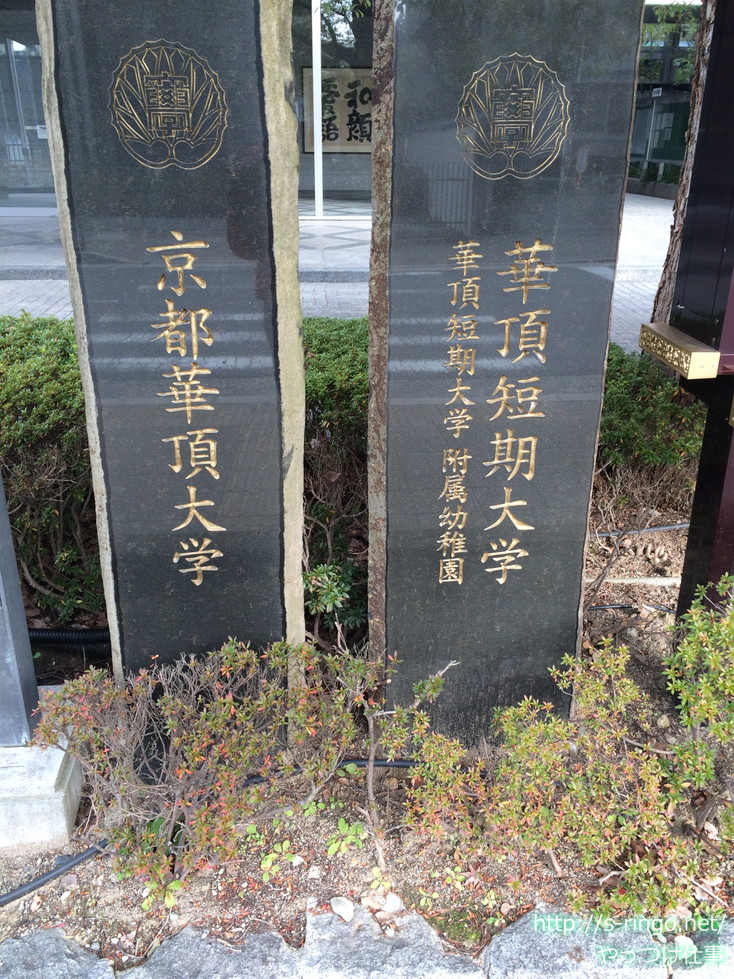 京都華頂大学
華頂短期大学
華頂短期大学 附属幼稚園
和顔
愛語
http://s-ringo.net/
やっつけ仕事